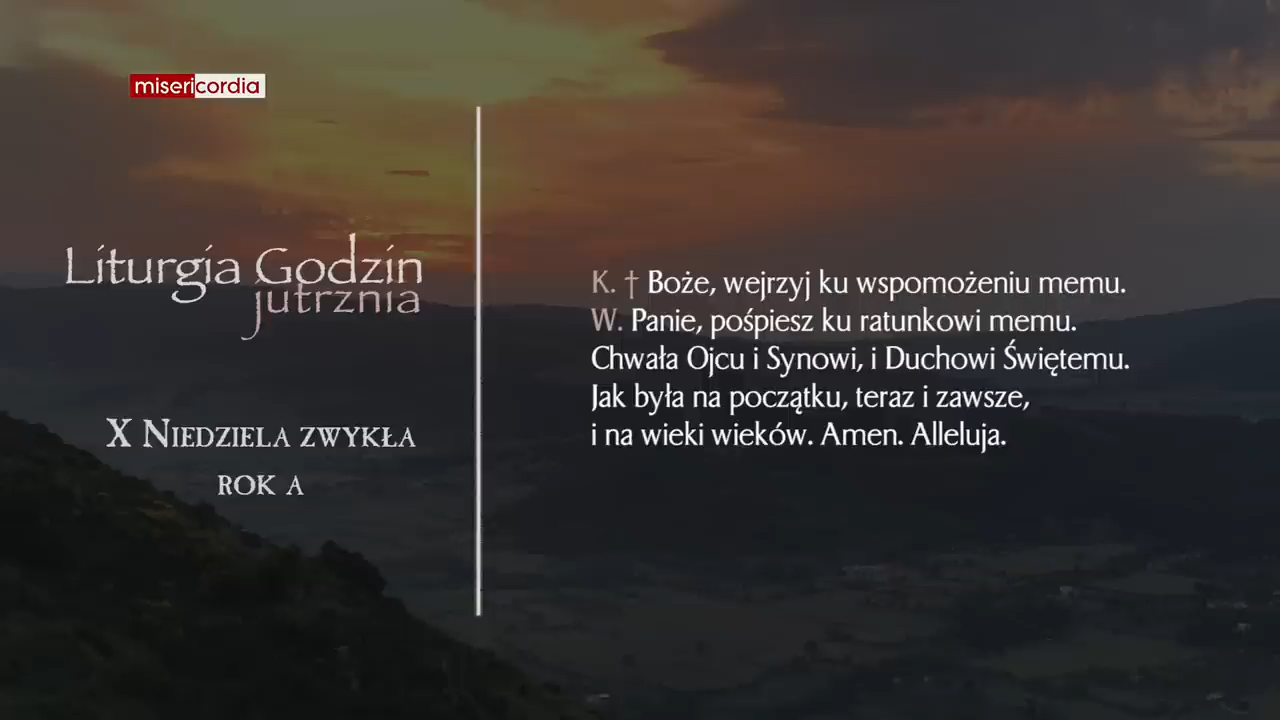 misericordia
Liturgia Godzin
jutrznia
X Niedziela zwykła
rok a
K. † Boże, wejrzyj ku wspomożeniu memu.
W. Panie, pośpiesz ku ratunkowi memu.
Chwała Ojcu i Synowi, i Duchowi Świętemu.
Jak była na początku, teraz i zawsze,
i na wieki wieków. Amen. Alleluja.